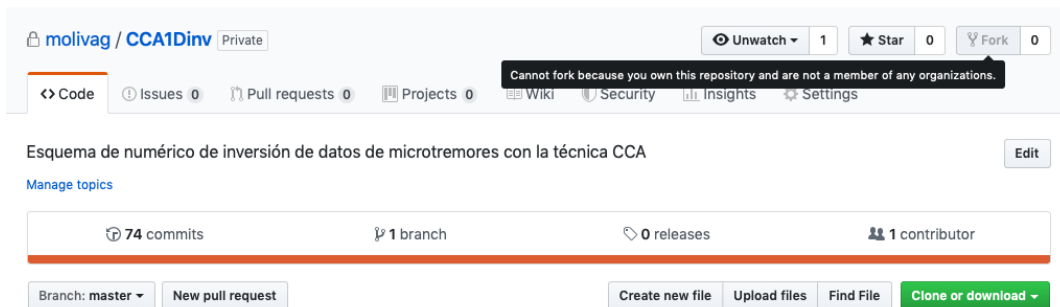 molivag / CCA1Dinv Private Unwatch 1 Star 0 Fork 0
Cannot fork because you own this repository and are not a member of any organizations.
Code Issues 0 Pull requests 0 Projects 0 Wiki Security Insights Settings
Esquema de numérico de inversión de datos de microtremores con la técnica CCA Edit
Manage topics
74 commits 1 branch 0 releases 1 contributor
Branch: master New pull request Create new file Upload files Find File Clone or download